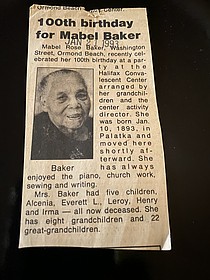 Ormond Beach, Center.
100th birthday
for Mabel Baker
JAN 21 1993
Mabel Rose Baker, Washington
Street, Ormond Beach, recently cel-
ebrated her 100th birthday at a par-
ty at the
Halifax Conva-
lescent Center
arranged by
her grandchil-
dren and the
center activity
director. She
was born Jan.
10, 1893, in
Palatka and
moved here
shortly af-
terward. She
has always
Baker
enjoyed the piano, church work,
sewing and writing.
Mrs. Baker had five children,
Alcenia, Everett L., Leroy, Henry
and Irma — all now deceased. She
has eight grandchildren and 22
great-grandchildren.